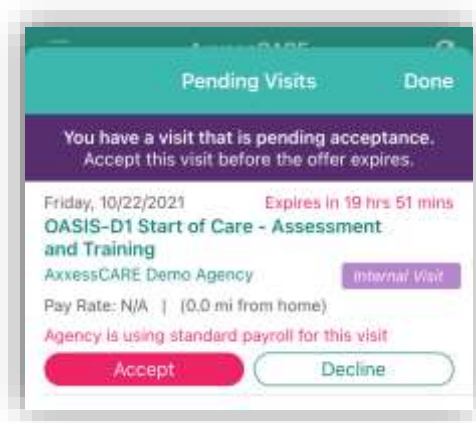 Pending Visits Done
You have a visit that is pending acceptance.
Accept this visit before the offer expires.
Friday, 10/22/2021 Expires in 19 hrs 51 mins
OASIS-D1 Start of Care - Assessment
and Training
AxxessCARE Demo Agency Internal Visit
Pay Rate: N/A | (0.0 mi from home)
Agency is using standard payroll for this visit
Accept Decline